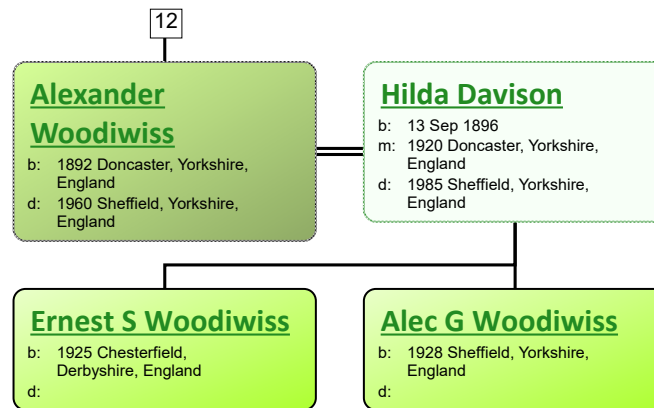 12
Alexander
Woodiwiss
b: 1892 Doncaster, Yorkshire,
England
d: 1960 Sheffield, Yorkshire,
England
Hilda Davison
b: 13 Sep 1896
m: 1920 Doncaster, Yorkshire,
England
d: 1985 Sheffield, Yorkshire,
England
Ernest S Woodiwiss
b: 1925 Chesterfield,
Derbyshire, England
d:
Alec G Woodiwiss
b: 1928 Sheffield, Yorkshire,
England
d: